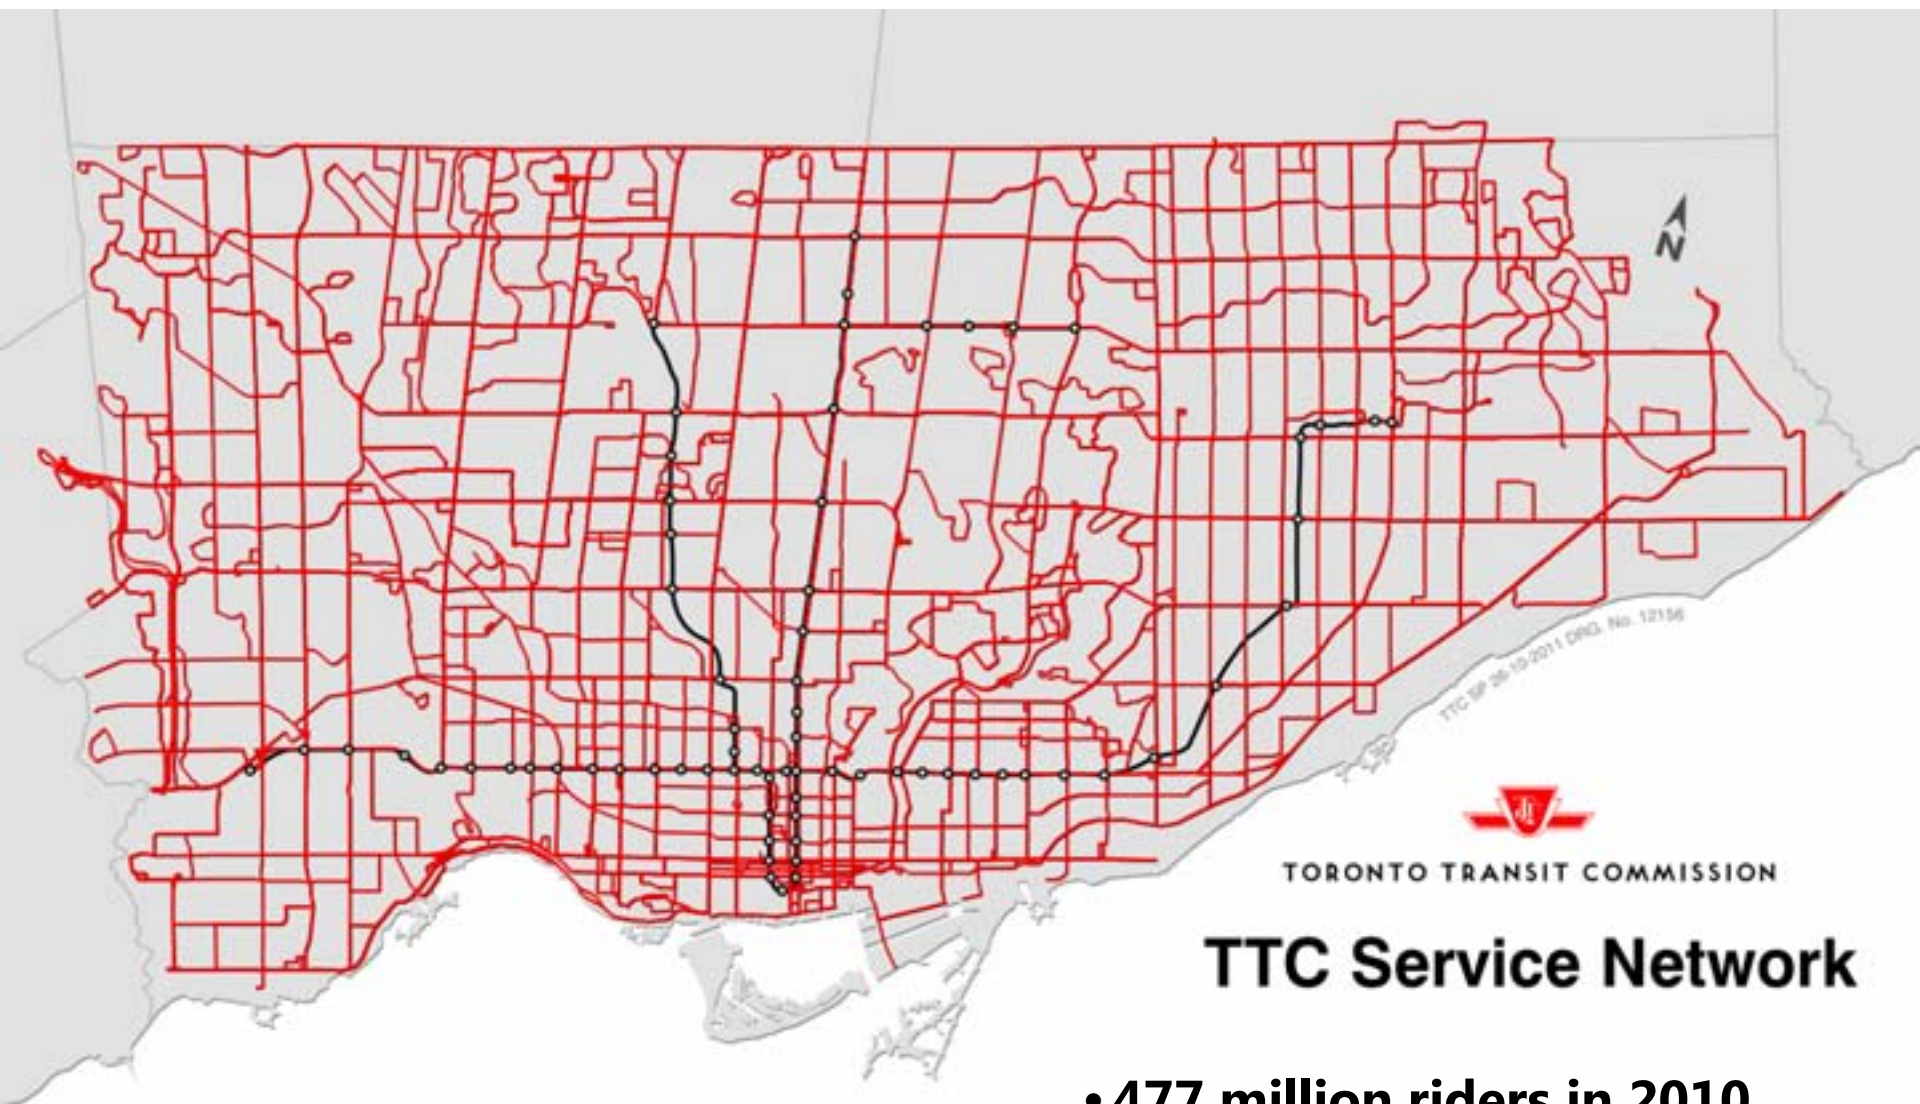 N
TTC SP 26-10-2011 DRG. No. 12156
TORONTO TRANSIT COMMISSION
TTC Service Network
• 477 million riders in 2010